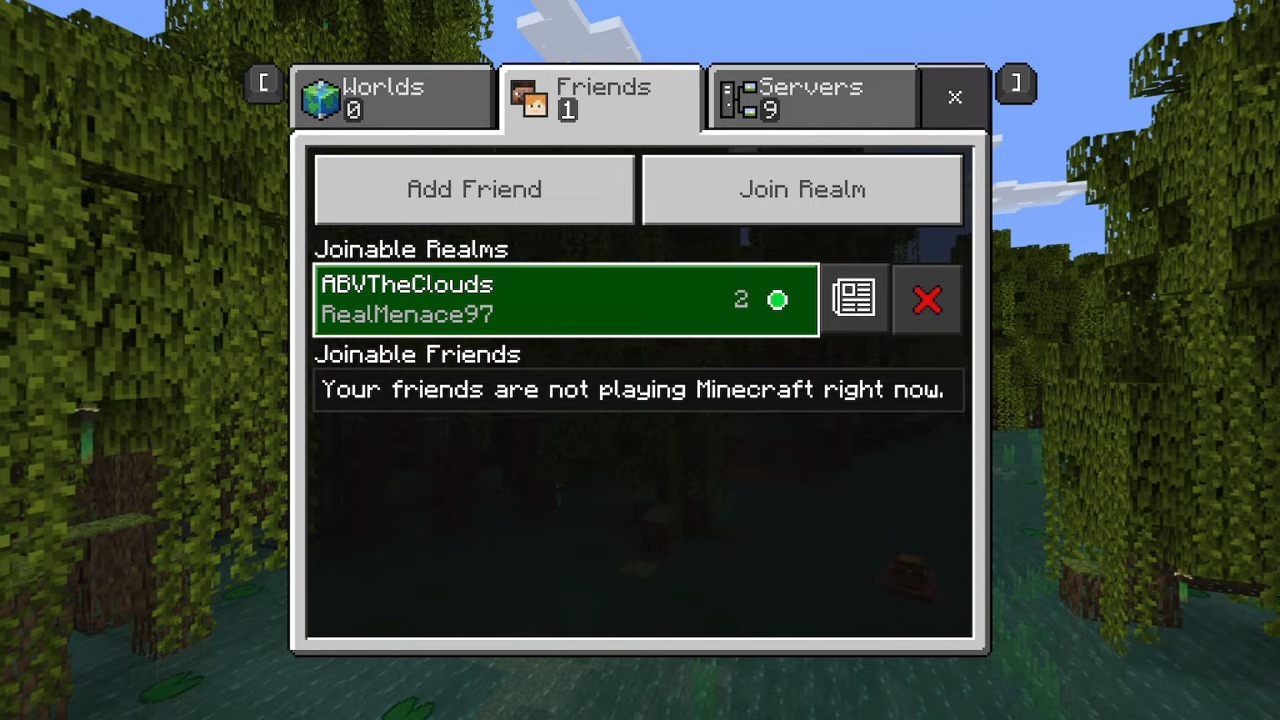 [
Worlds
0
Friends
1
Servers
9
×
]
Add Friend
Join Realm
Joinable Realms
ABVTheClouds
RealMenace97
2
Joinable Friends
Your friends are not playing Minecraft right now.